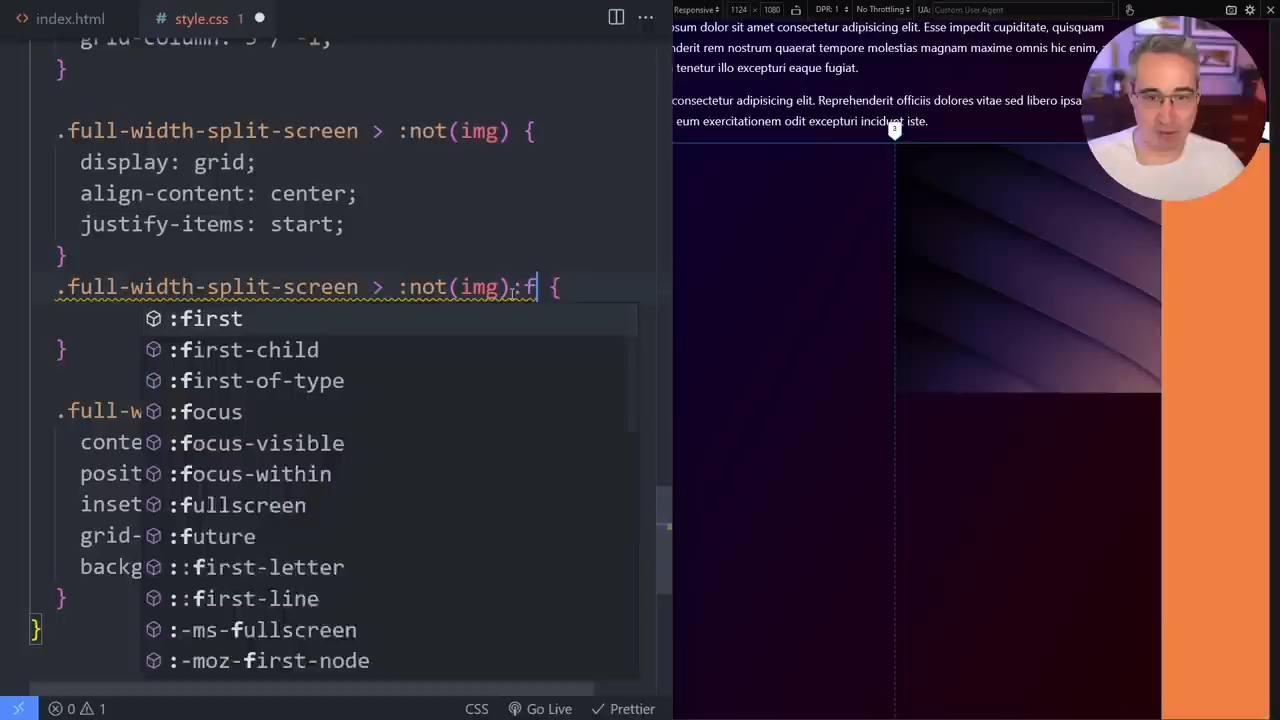 index.html
# style.css 1
grid-column: 3 / -1;
}
.full-width-split-screen > :not(img) {
display: grid;
align-content: center;
justify-items: start;
}
.full-width-split-screen > :not(img):f {
:first
:first-child
:first-of-type
:focus
:focus-visible
:focus-within
:fullscreen
:future
::first-letter
::first-line
:-ms-fullscreen
:-moz-first-node
}
.full-w
conte
posit
inset
grid-
backg
}
}
0 1
CSS
Go Live
Prettier
Responsive
1124 × 1080
DPR: 1
No Throttling
UA: Custom User Agent
psum dolor sit amet consectetur adipisicing elit. Esse impedit cupiditate, quisquam
nderit rem nostrum quaerat tempore molestias magnam maxime omnis hic enim,
tenetur illo excepturi eaque fugiat.
consectetur adipisicing elit. Reprehenderit officiis dolores vitae sed libero ipsa
eum exercitationem odit excepturi incidunt iste.